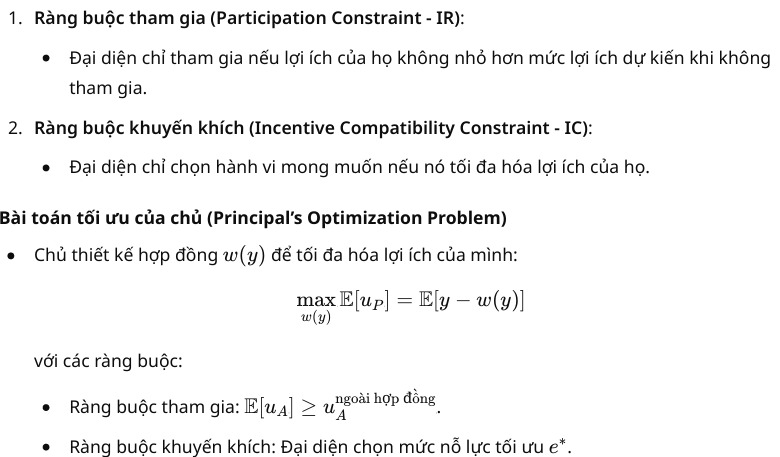 1. Ràng buộc tham gia (Participation Constraint - IR):
• Đại diện chỉ tham gia nếu lợi ích của họ không nhỏ hơn mức lợi ích dự kiến khi không
tham gia.
2. Ràng buộc khuyến khích (Incentive Compatibility Constraint - IC):
• Đại diện chỉ chọn hành vi mong muốn nếu nó tối đa hóa lợi ích của họ.
Bài toán tối ưu của chủ (Principal’s Optimization Problem)
• Chủ thiết kế hợp đồng w(y) để tối đa hóa lợi ích của mình:
max_{w(y)} 𝔼[u_P] = 𝔼[y − w(y)]
với các ràng buộc:
• Ràng buộc tham gia: 𝔼[u_A] ≥ u_A^{ngoài hợp đồng}.
• Ràng buộc khuyến khích: Đại diện chọn mức nỗ lực tối ưu e*.